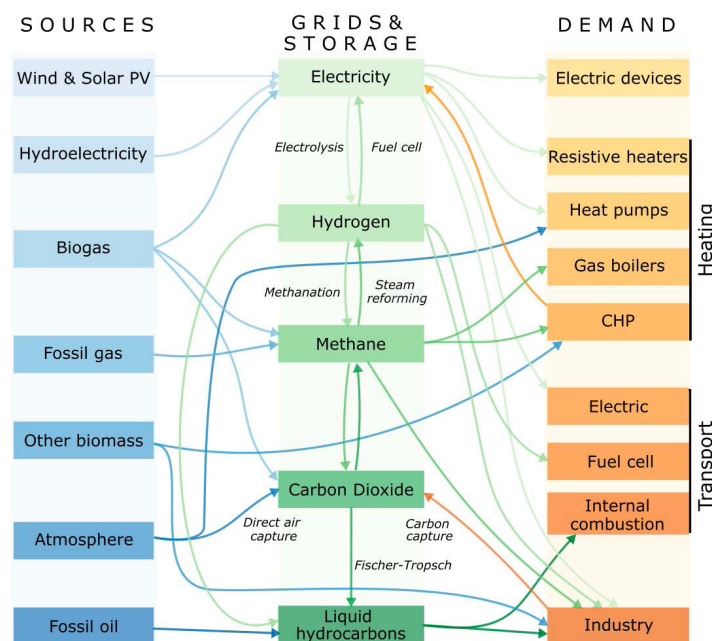 SOURCES
GRIDS&
STORAGE
DEMAND
Wind & Solar PV
Electricity
Electric devices
Hydroelectricity
Electrolysis
Fuel cell
Resistive heaters
Heat pumps
Hydrogen
Biogas
Gas boilers
Heating
Methanation
Steam
reforming
CHP
Fossil gas
Methane
Electric
Other biomass
Fuel cell
Transport
Carbon Dioxide
Internal
combustion
Atmosphere
Direct air
capture
Carbon
capture
Fischer-Tropsch
Fossil oil
Liquid
hydrocarbons
Industry